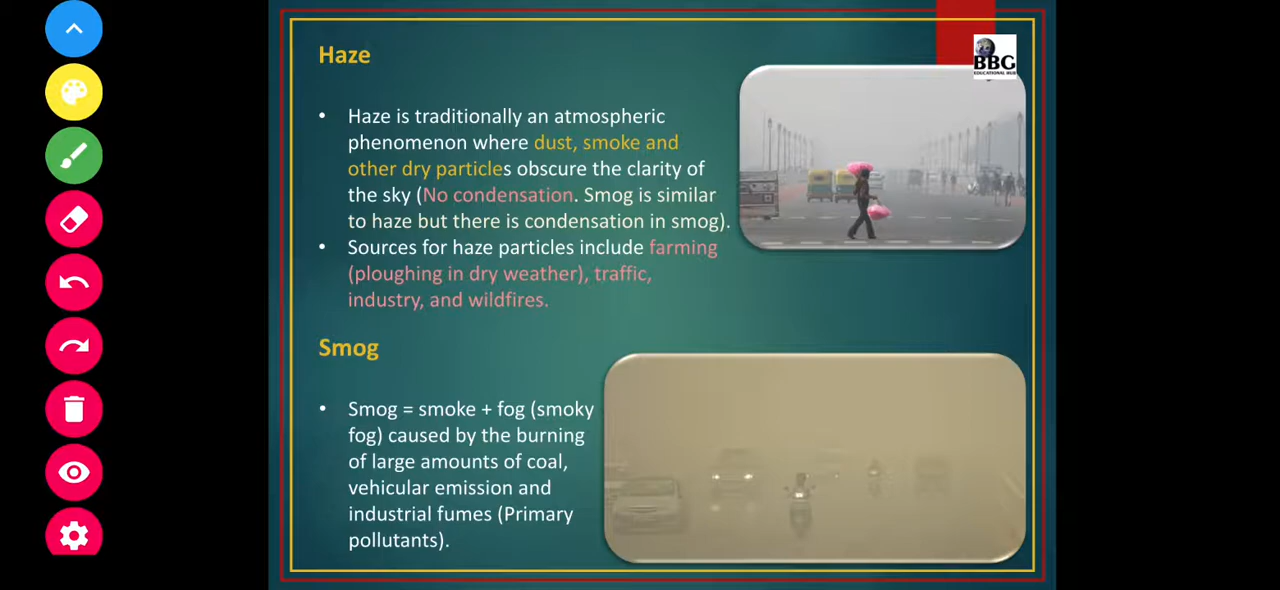 BBG
EDUCATIONAL HUB
Haze
• Haze is traditionally an atmospheric
phenomenon where dust, smoke and
other dry particles obscure the clarity of
the sky (No condensation. Smog is similar
to haze but there is condensation in smog).
• Sources for haze particles include farming
(ploughing in dry weather), traffic,
industry, and wildfires.
Smog
• Smog = smoke + fog (smoky
fog) caused by the burning
of large amounts of coal,
vehicular emission and
industrial fumes (Primary
pollutants).